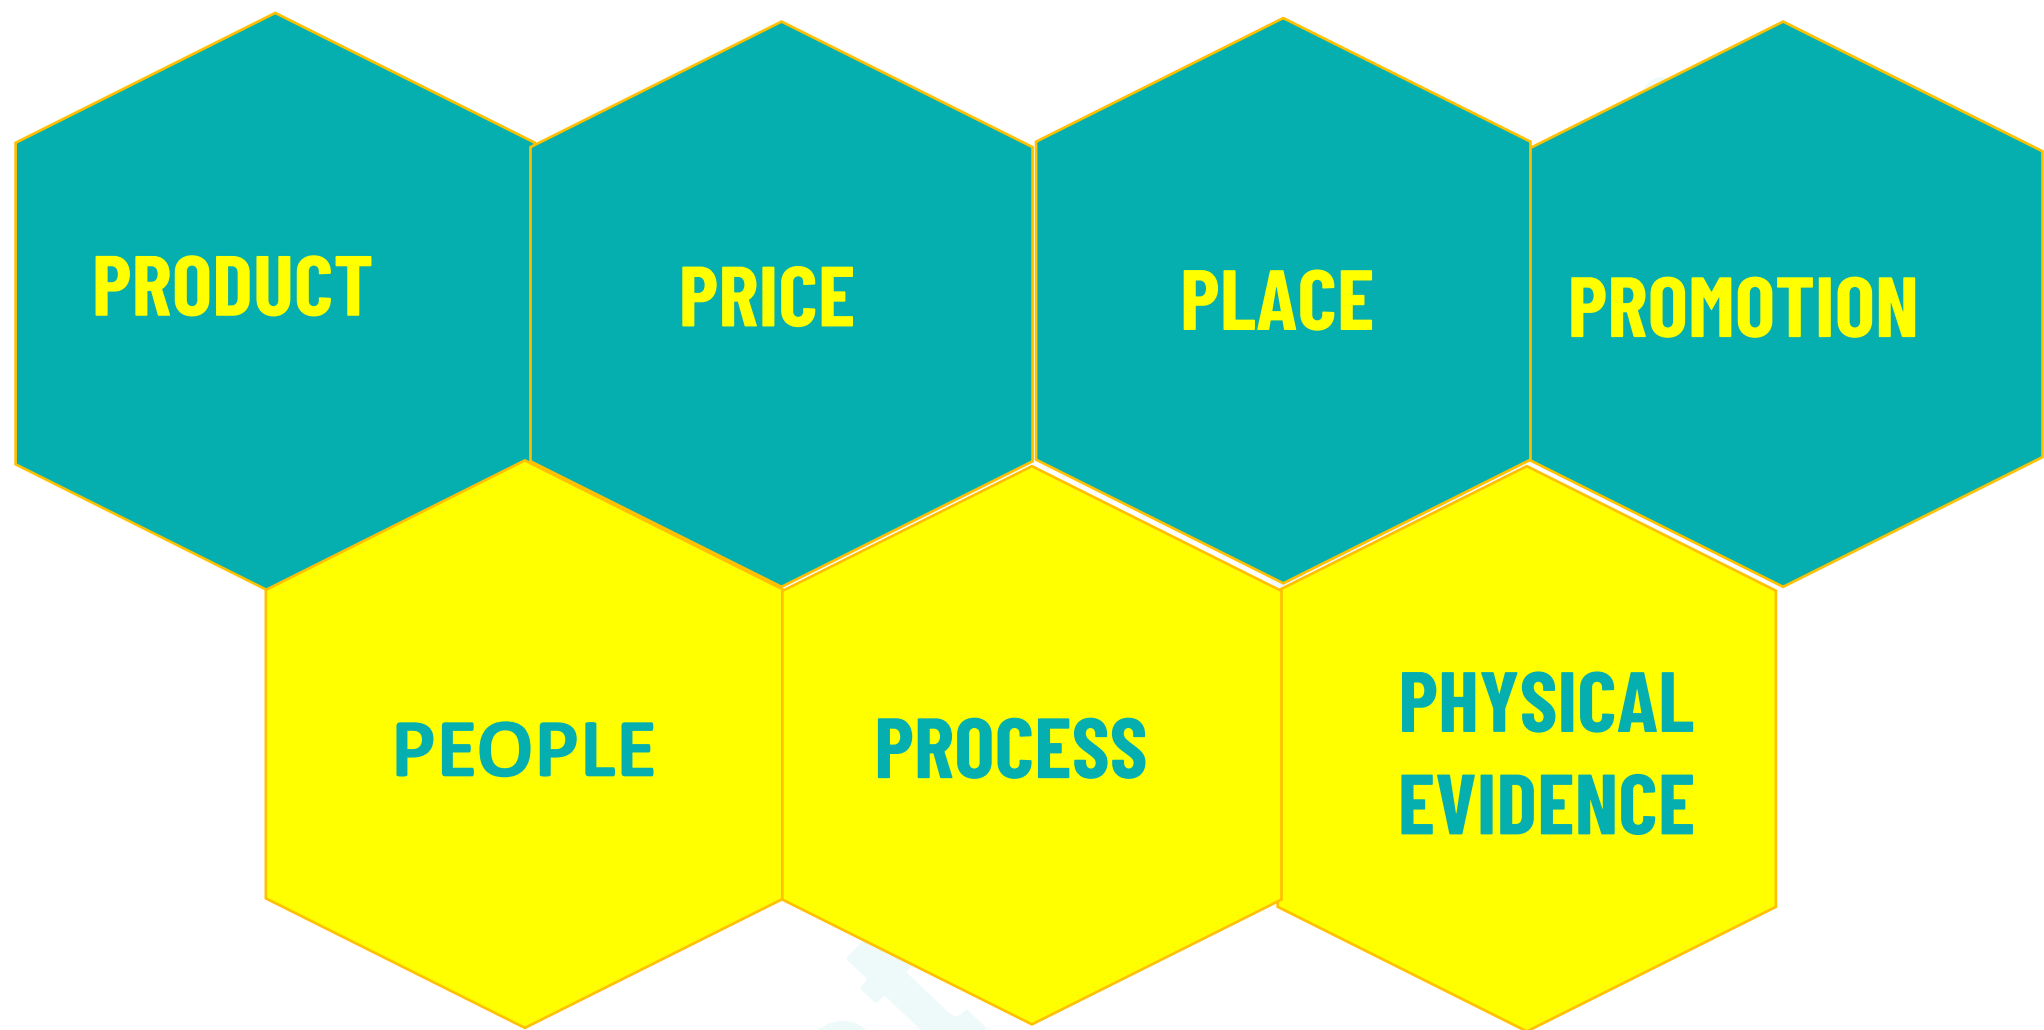 PRODUCT
PRICE
PLACE
PROMOTION
PEOPLE
PROCESS
PHYSICAL
EVIDENCE